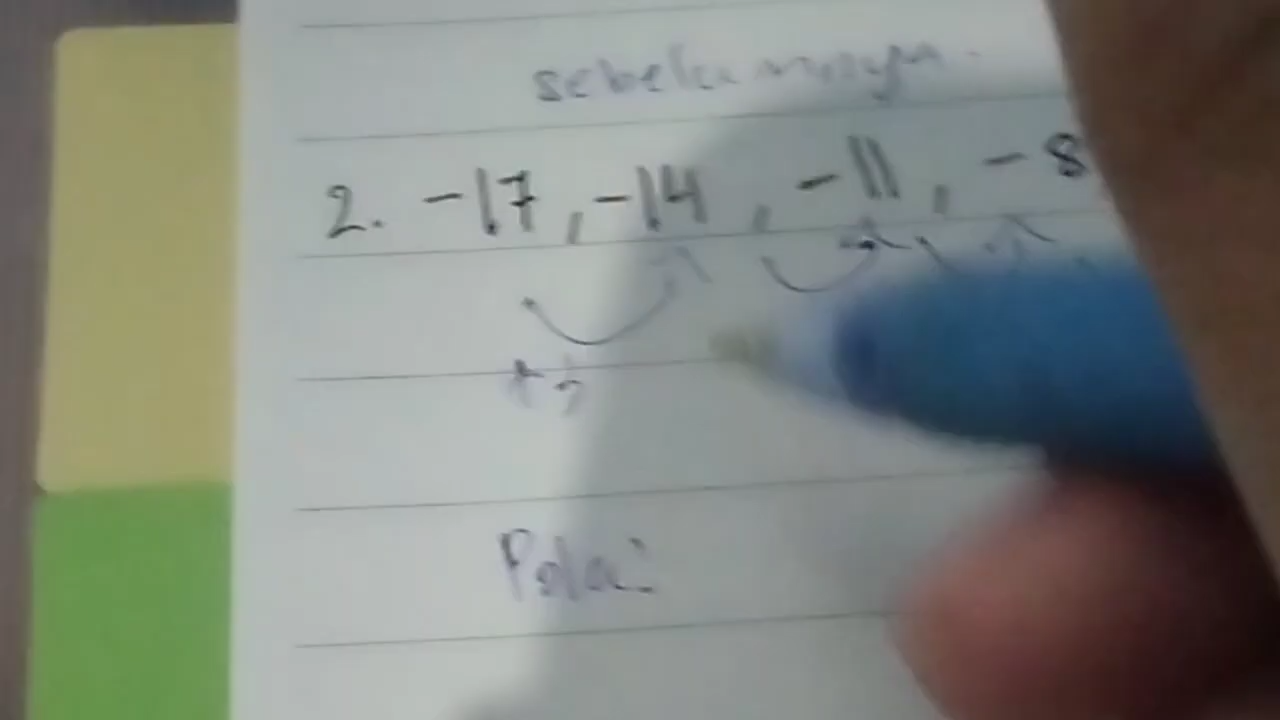 sebelumnya.
2. -17, -14, -11, -8
+3
Pola: